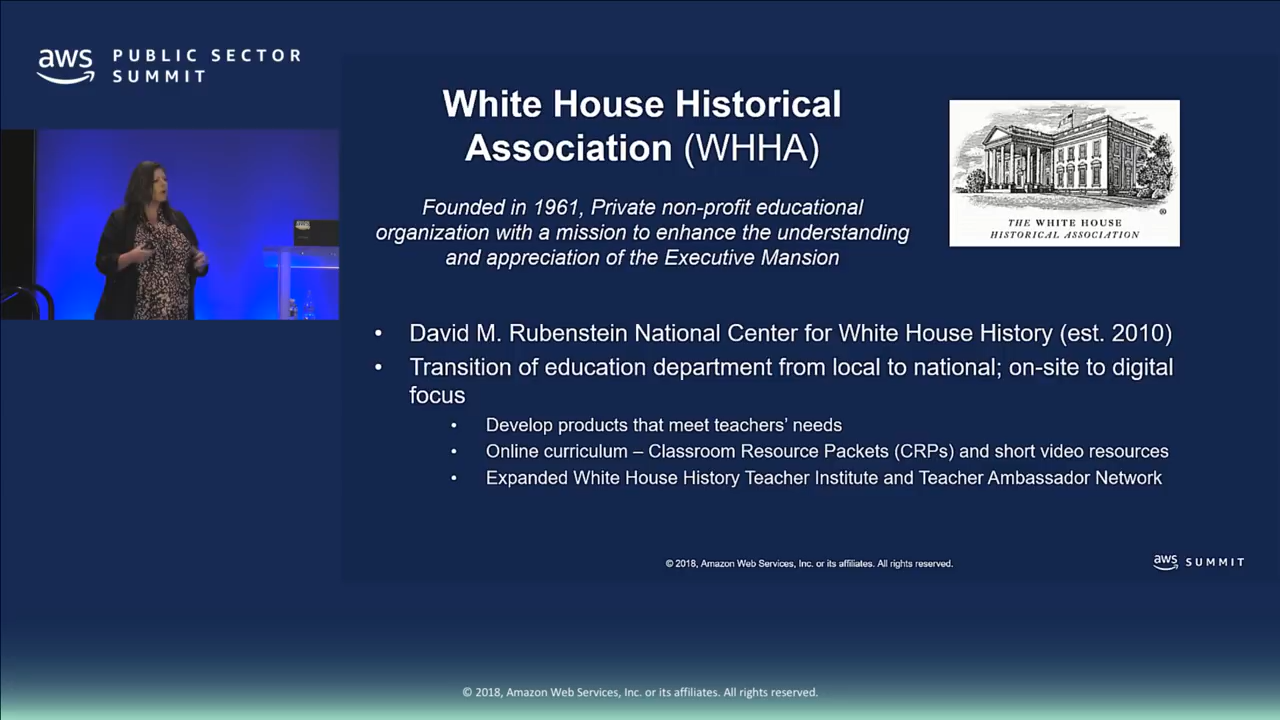 aws PUBLIC SECTOR
SUMMIT
White House Historical
Association (WHHA)
Founded in 1961, Private non-profit educational
organization with a mission to enhance the understanding
and appreciation of the Executive Mansion
THE WHITE HOUSE
HISTORICAL ASSOCIATION
®
• David M. Rubenstein National Center for White House History (est. 2010)
• Transition of education department from local to national; on-site to digital
focus
• Develop products that meet teachers’ needs
• Online curriculum – Classroom Resource Packets (CRPs) and short video resources
• Expanded White House History Teacher Institute and Teacher Ambassador Network
© 2018, Amazon Web Services, Inc. or its affiliates. All rights reserved.
aws SUMMIT
© 2018, Amazon Web Services, Inc. or its affiliates. All rights reserved.